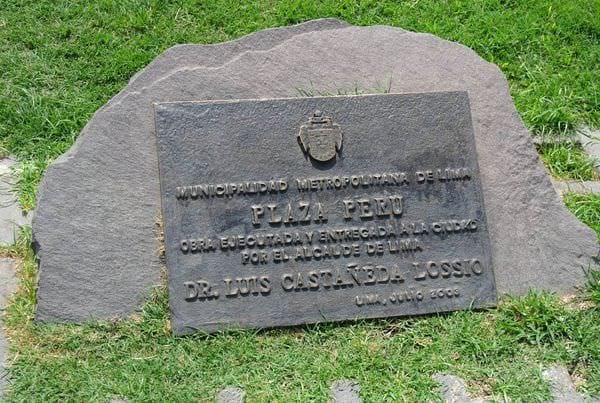 MUNICIPALIDAD METROPOLITANA DE LIMA
PLAZA PERU
OBRA EJECUTADA Y ENTREGADA A LA CIUDAD
POR EL ALCALDE DE LIMA
DR. LUIS CASTAÑEDA LOSSIO
LIMA, JULIO